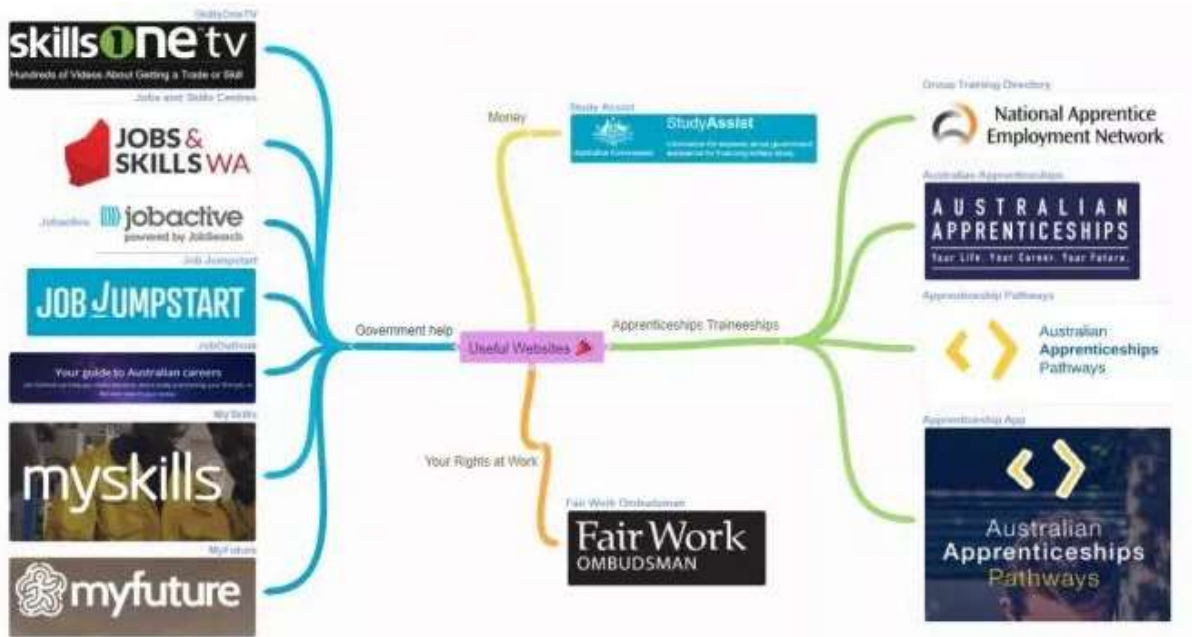 SkillsOneTV
skillsOne tv
Hundreds of Videos About Getting a Trade or Skill
Jobs and Skills Centres
JOBS &
SKILLS WA
Jobactive
jobactive
powered by JobSearch
Job Jumpstart
JOB JUMPSTART
JobOutlook
Your guide to Australian careers
My Skills
myskills
MyFuture
myfuture
Government help
Money
Study Assist
StudyAssist
Australian Government
Useful Websites
Your Rights at Work
Fair Work Ombudsman
Fair Work
OMBUDSMAN
Apprenticeships Traineeships
Group Training Directory
National Apprentice
Employment Network
Australian Apprenticeships
AUSTRALIAN
APPRENTICESHIPS
Your Life. Your Career. Your Future.
Apprenticeship Pathways
Australian
Apprenticeships
Pathways
Apprenticeship App
Australian
Apprenticeships
Pathways